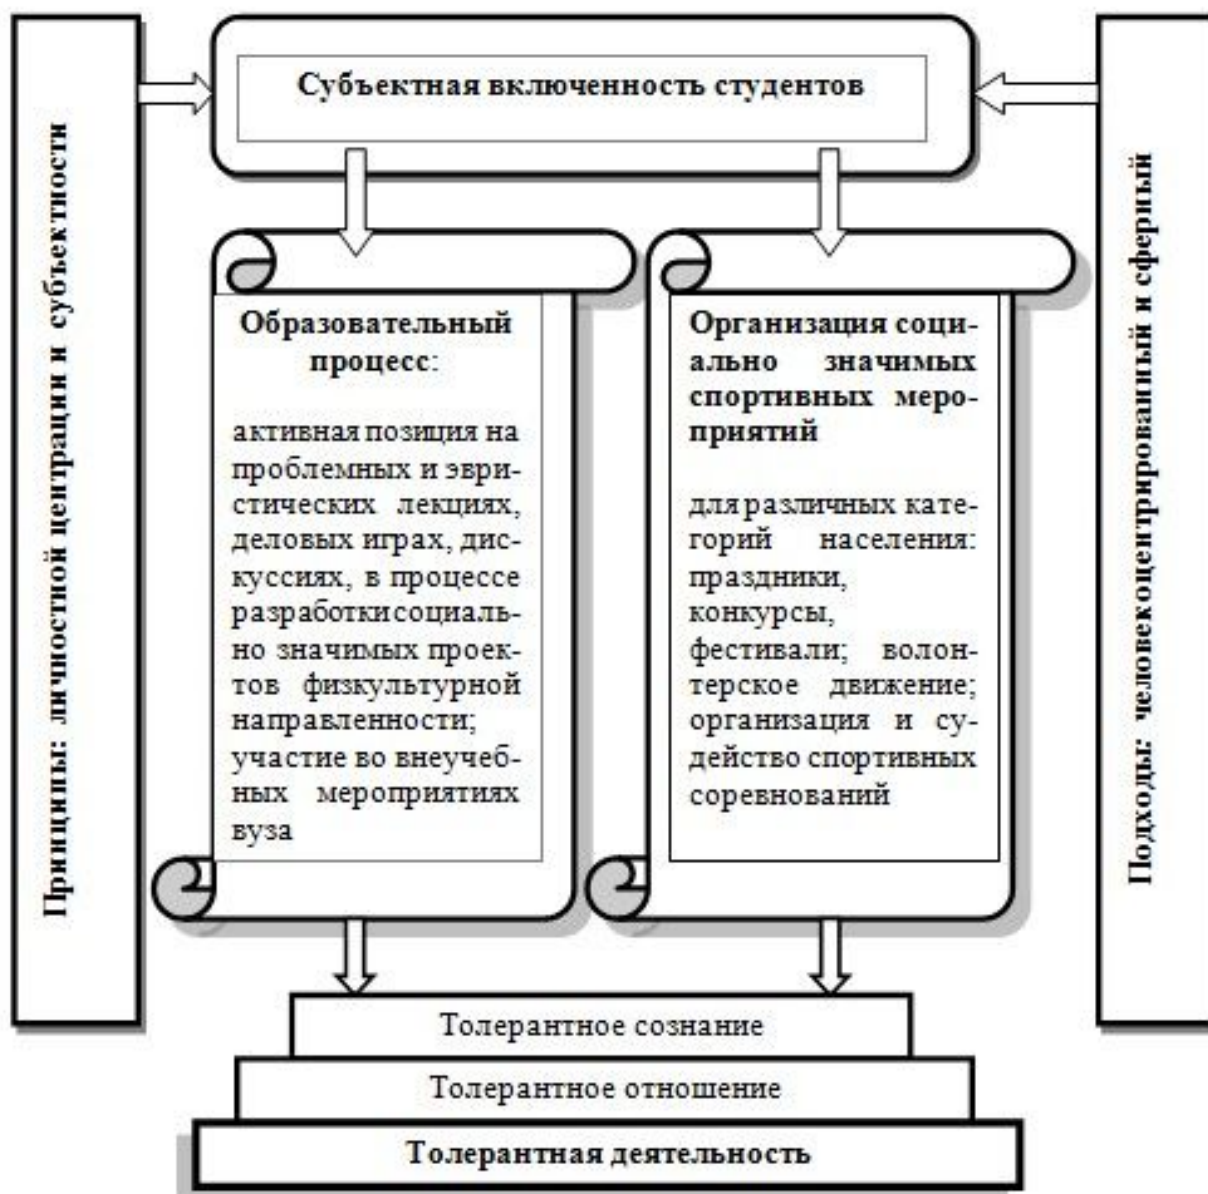 Принципы: личностной центрации и субъектности
Субъектная включенность студентов
Образовательный
процесс:
активная позиция на
проблемных и эври-
стических лекциях,
деловых играх, дис-
куссиях, в процессе
разработки социаль-
но значимых проек-
тов физкультурной
направленности;
участие во внеучеб-
ных мероприятиях
вуза
Организация соци-
ально значимых
спортивных меро-
приятий
для различных кате-
горий населения:
праздники,
конкурсы,
фестивали; волон-
терское движение;
организация и су-
действо спортивных
соревнований
Подходы: человекоцентрированный и сферный
Толерантное сознание
Толерантное отношение
Толерантная деятельность